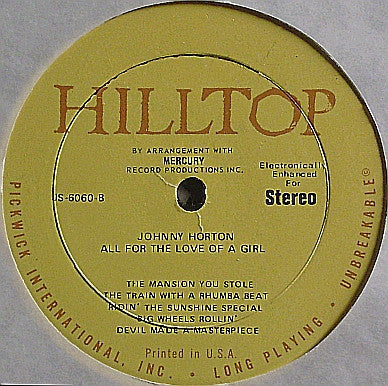 HILLTOP
BY ARRANGEMENT WITH
MERCURY
RECORD PRODUCTIONS INC.
Electronically
Enhanced
For
Stereo
JS-6060-B
JOHNNY HORTON
ALL FOR THE LOVE OF A GIRL
THE MANSION YOU STOLE
THE TRAIN WITH A RHUMBA BEAT
RIDIN' THE SUNSHINE SPECIAL
BIG WHEELS ROLLIN'
DEVIL MADE A MASTERPIECE
Printed in U.S.A.
PICKWICK INTERNATIONAL, INC. • LONG PLAYING • UNBREAKABLE©